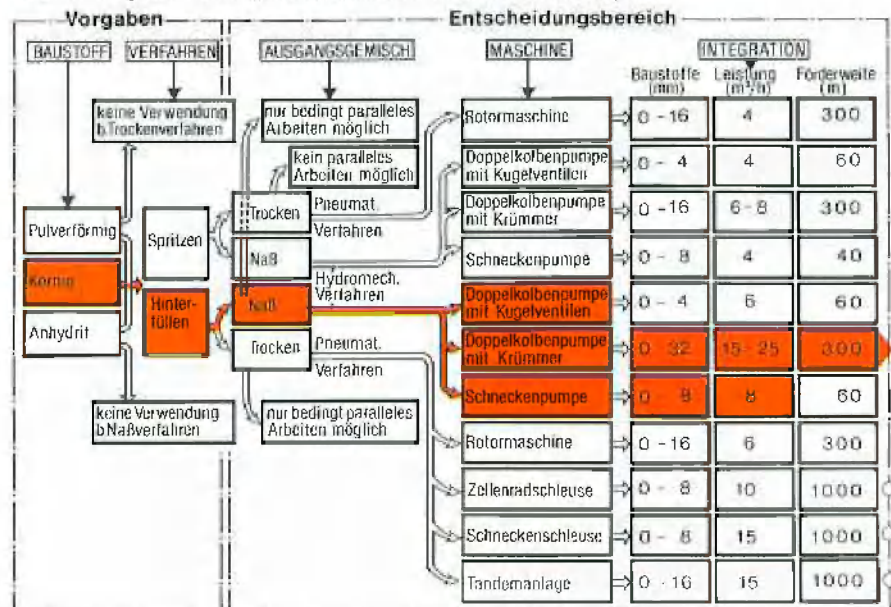 Vorgaben
Entscheidungsbereich
BAUSTOFF
VERFAHREN
AUSGANGSGEMISCH
MASCHINE
INTEGRATION
Baustoffe (mm)
Leistung (m³/h)
Förderweite (m)
keine Verwendung
b.Trockenverfahren
nur bedingt paralleles
Arbeiten möglich
kein paralleles
Arbeiten möglich
Pulverförmig
Körnig
Anhydrit
Spritzen
Hinter-
füllen
Trocken
Naß
Naß
Trocken
Pneumat.
Verfahren
Hydromech.
Verfahren
Pneumat.
Verfahren
keine Verwendung
b.Naßverfahren
nur bedingt paralleles
Arbeiten möglich
Rotormaschine 0-16 4 300
Doppelkolbenpumpe
mit Kugelventilen 0 - 4 4 60
Doppelkolbenpumpe
mit Krümmer 0 -16 6-8 300
Schneckenpumpe 0 - 8 4 40
Doppelkolbenpumpe
mit Kugelventilen 0 - 4 6 60
Doppelkolbenpumpe
mit Krümmer 0-32 15-25 300
Schneckenpumpe 0 - 8 8 60
Rotormaschine 0 -16 6 300
Zellenradschleuse 0 - 8 10 1000
Schneckenschleuse 0 - 8 15 1000
Tandemanlage 0 -16 15 1000